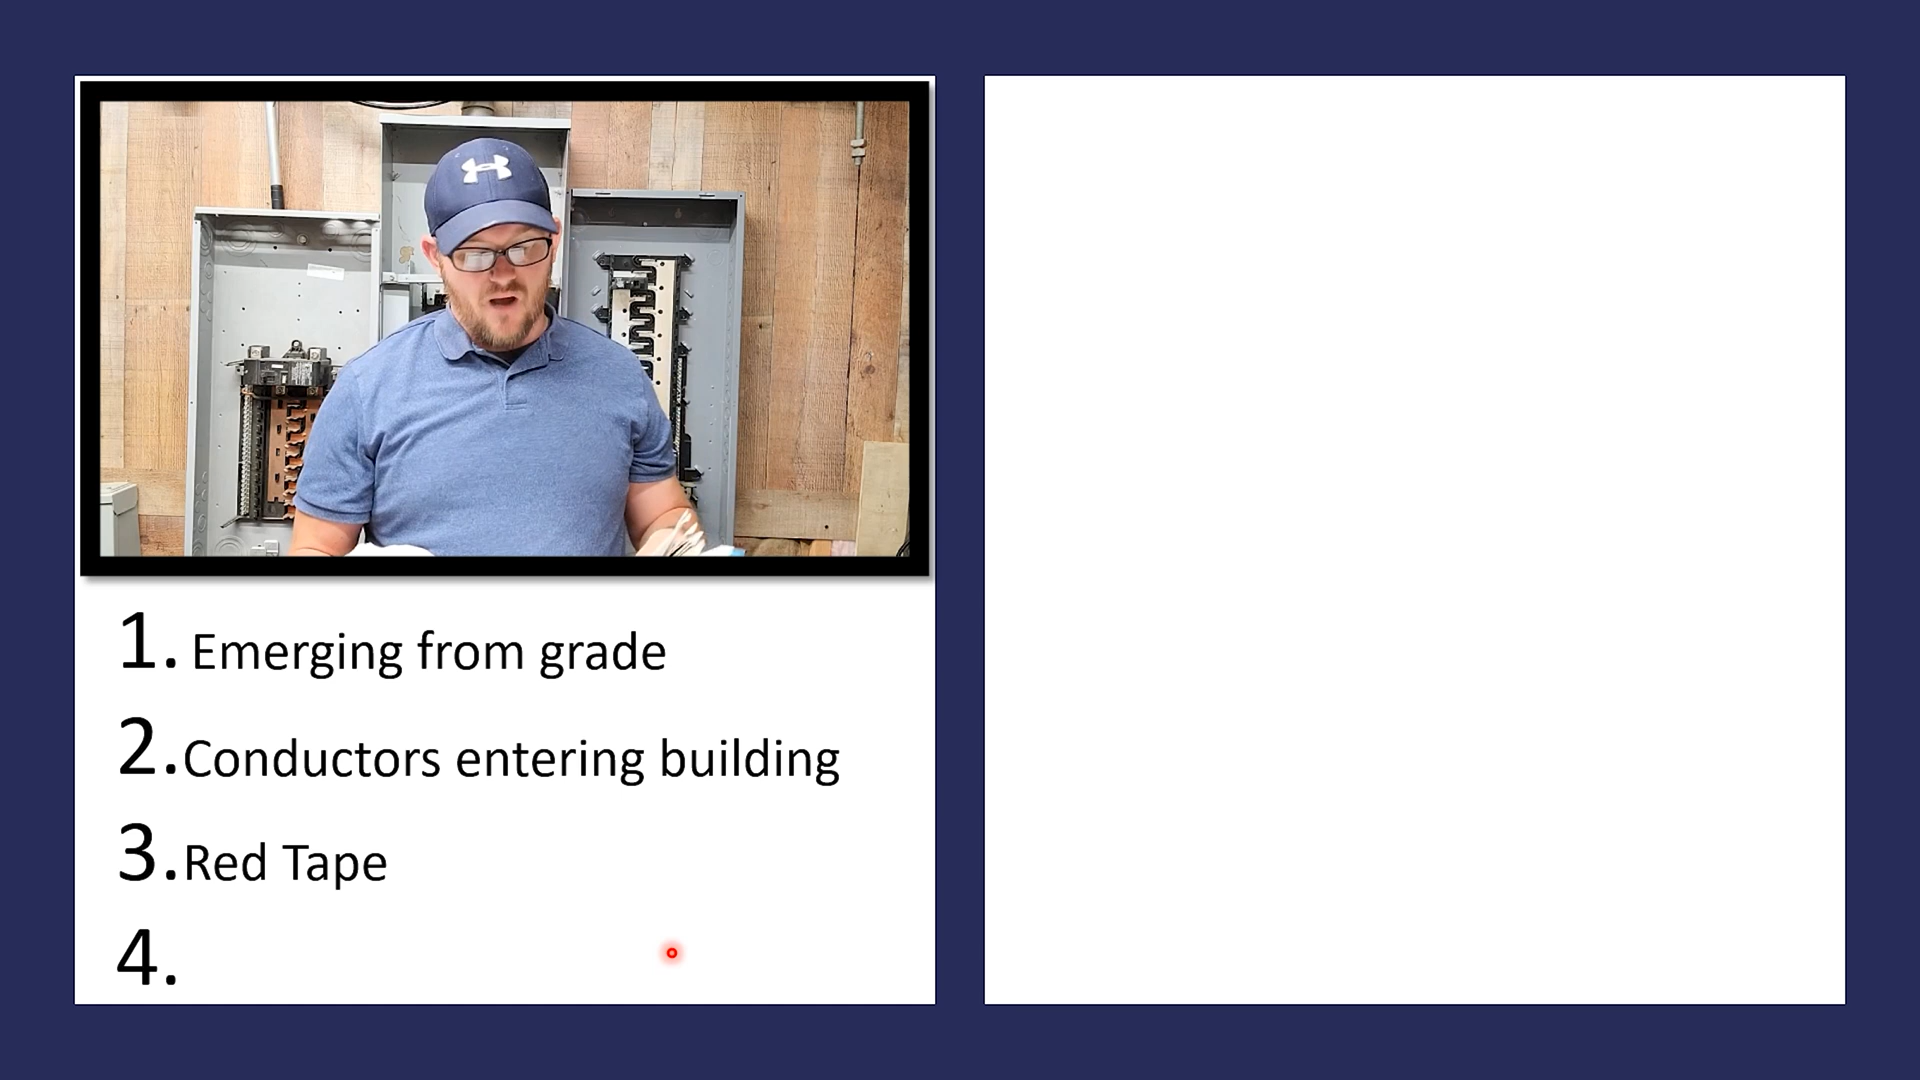 1. Emerging from grade
2. Conductors entering building
3. Red Tape
4.